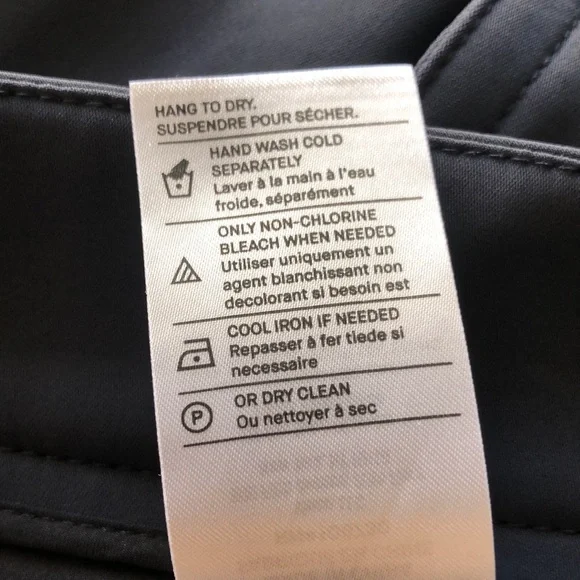 HANG TO DRY.
SUSPENDRE POUR SÉCHER.
HAND WASH COLD
SEPARATELY
Laver à la main à l'eau
froide, séparément
ONLY NON-CHLORINE
BLEACH WHEN NEEDED
Utiliser uniquement un
agent blanchissant non
decolorant si besoin est
COOL IRON IF NEEDED
Repasser à fer tiede si
necessaire
P
OR DRY CLEAN
Ou nettoyer à sec